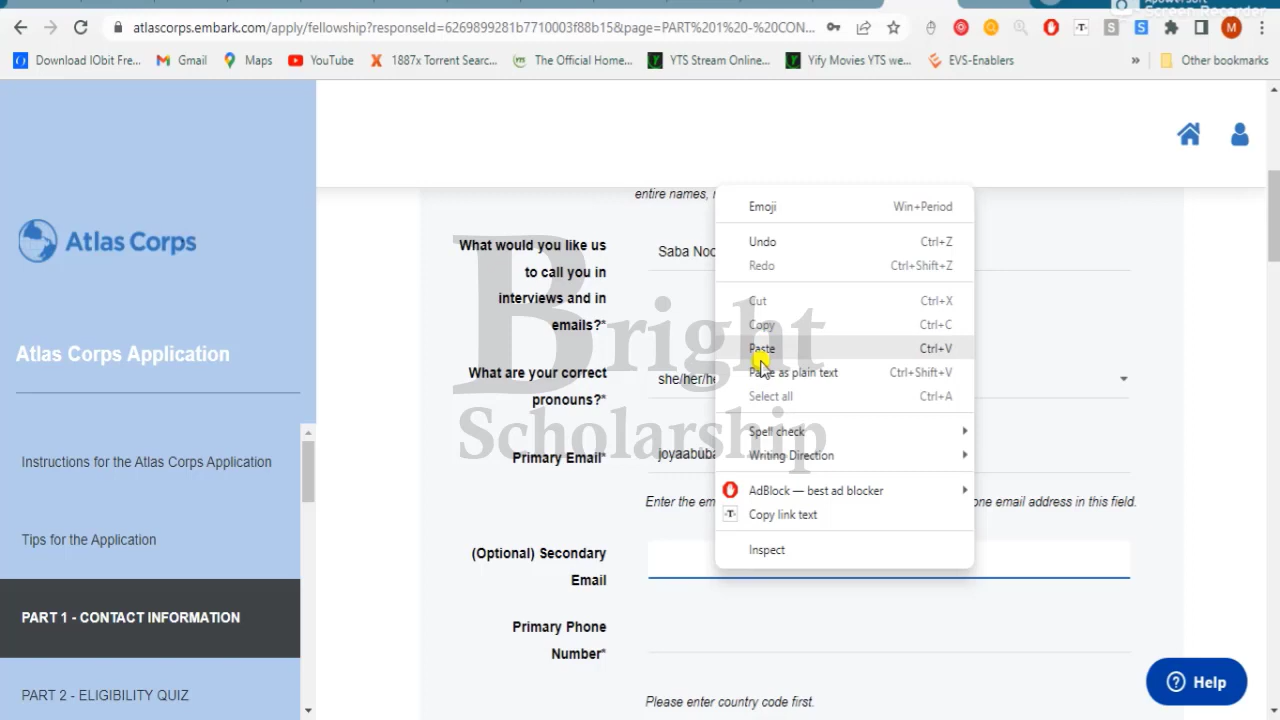 Apowersoft
Screen Recorder
atlascorps.embark.com/apply/fellowship?responseId=6269899281b7710003f88b15&page=PART%201%20-%20CON...
Download IObit Fre...
Gmail
Maps
YouTube
1887x Torrent Searc...
The Official Home...
YTS Stream Online...
Yify Movies YTS we...
EVS-Enablers
»
Other bookmarks
M
Atlas Corps
Atlas Corps Application
Instructions for the Atlas Corps Application
Tips for the Application
PART 1 - CONTACT INFORMATION
PART 2 - ELIGIBILITY QUIZ
entire names,
What would you like us
to call you in
interviews and in
emails?*
Saba Noo
What are your correct
pronouns?*
she/her/he
Primary Email*
joyaabuba
Enter the em
one email address in this field.
(Optional) Secondary
Email
Primary Phone
Number*
Please enter country code first.
Emoji Win+Period
Undo Ctrl+Z
Redo Ctrl+Shift+Z
Cut Ctrl+X
Copy Ctrl+C
Paste Ctrl+V
Paste as plain text Ctrl+Shift+V
Select all Ctrl+A
Spell check
Writing Direction
AdBlock — best ad blocker
-T- Copy link text
Inspect
Bright
Scholarship
Help